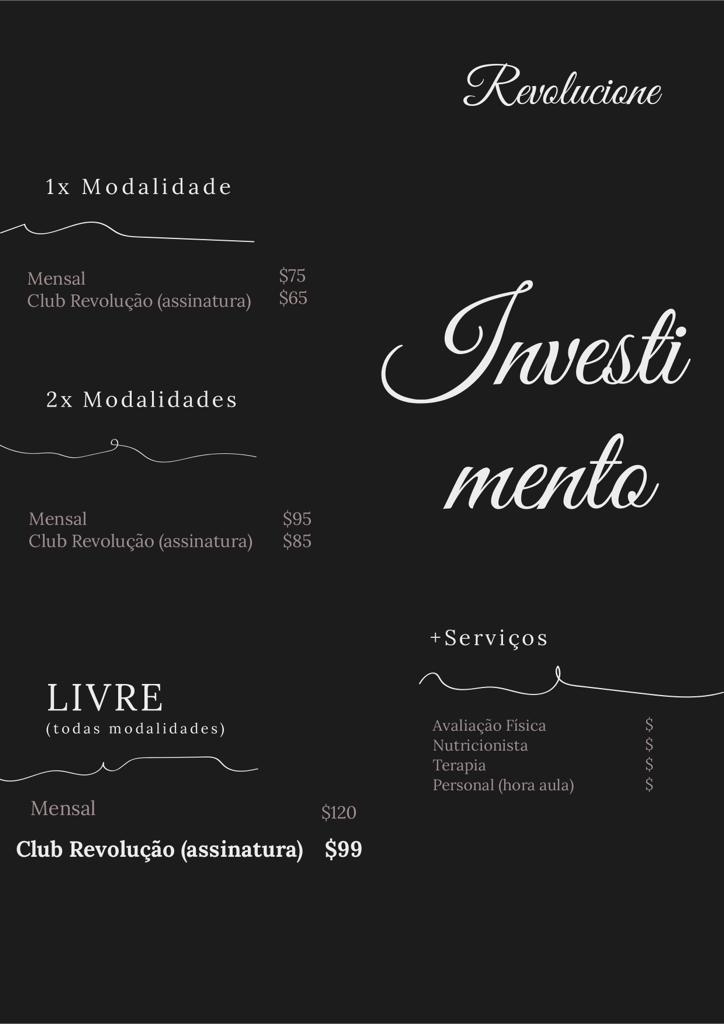 Revolucione
1x Modalidade
Mensal $75
Club Revolução (assinatura) $65
2x Modalidades
Mensal $95
Club Revolução (assinatura) $85
LIVRE
(todas modalidades)
Mensal $120
Club Revolução (assinatura) $99
Investi
mento
+Serviços
Avaliação Física $
Nutricionista $
Terapia $
Personal (hora aula) $